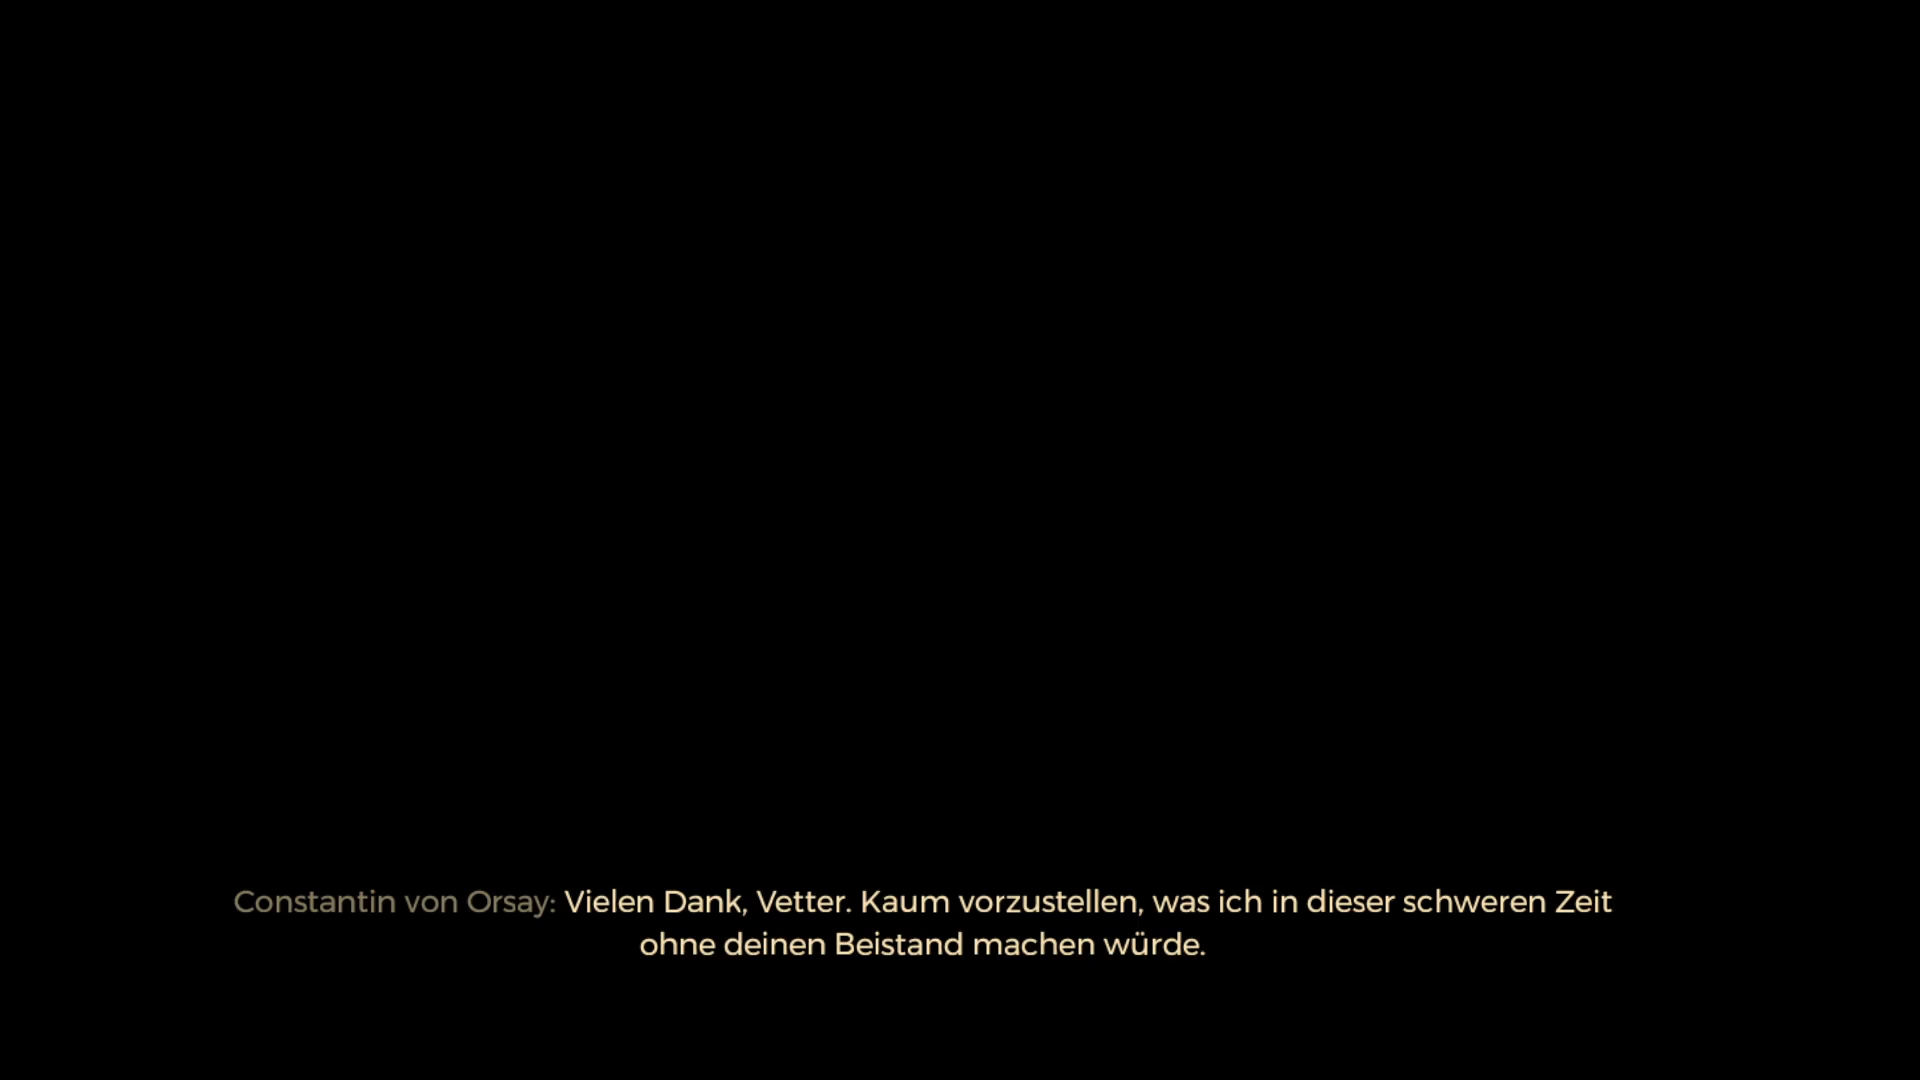 Constantin von Orsay: Vielen Dank, Vetter. Kaum vorzustellen, was ich in dieser schweren Zeit
ohne deinen Beistand machen würde.